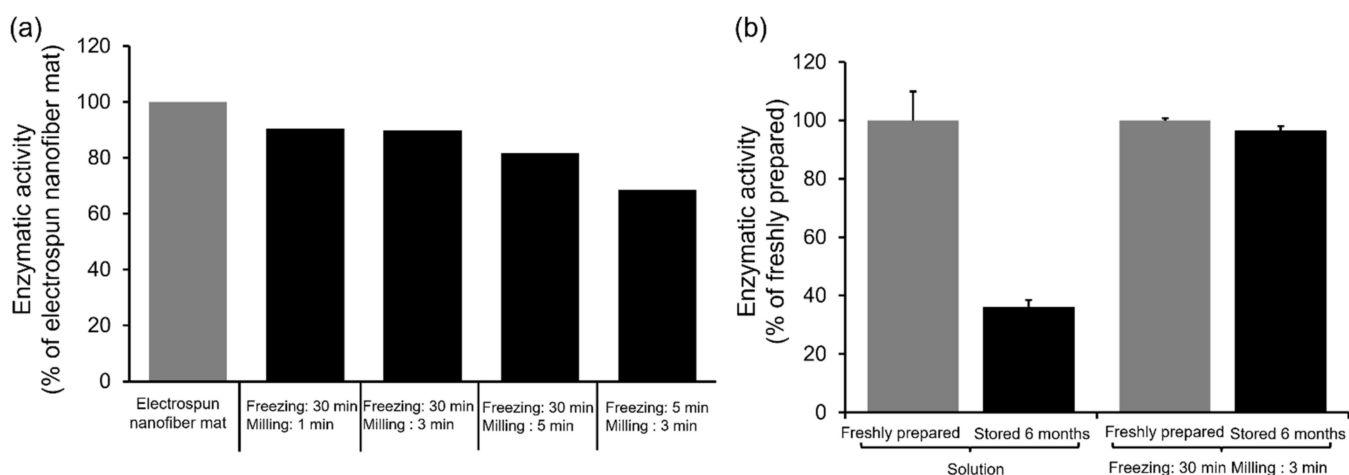 (a)
Enzymatic activity
(% of electrospun nanofiber mat)
120
100
80
60
40
20
0
Electrospun
nanofiber mat
Freezing: 30 min
Milling: 1 min
Freezing: 30 min
Milling : 3 min
Freezing: 30 min
Milling : 5 min
Freezing: 5 min
Milling : 3 min
(b)
Enzymatic activity
(% of freshly prepared)
120
100
80
60
40
20
0
Freshly prepared
Stored 6 months
Freshly prepared
Stored 6 months
Solution
Freezing: 30 min Milling : 3 min